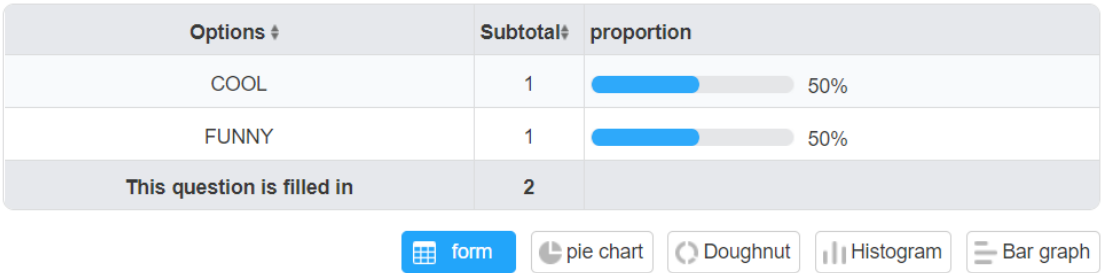 Options Subtotal proportion
COOL 1 50%
FUNNY 1 50%
This question is filled in 2
form pie chart Doughnut Histogram Bar graph